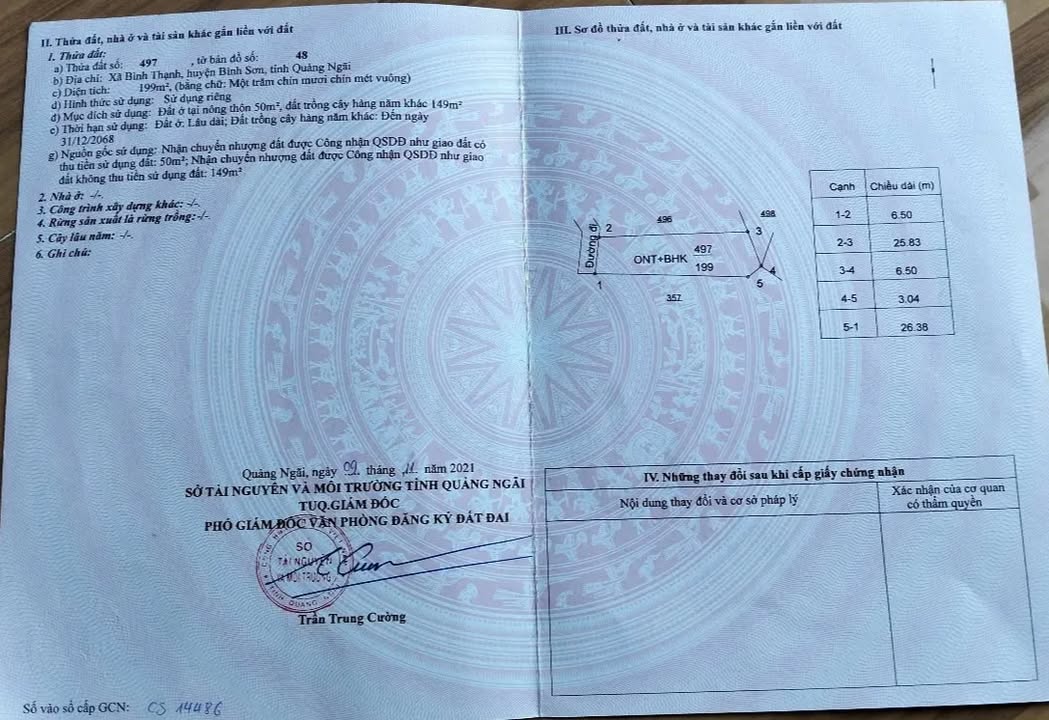 II. Thửa đất, nhà ở và tài sản khác gắn liền với đất
1. Thửa đất:
a) Thửa đất số: 497 , tờ bản đồ số: 48
b) Địa chỉ: Xã Bình Thạnh, huyện Bình Sơn, tỉnh Quảng Ngãi
c) Diện tích: 199m², (bằng chữ: Một trăm chín mươi chín mét vuông)
d) Hình thức sử dụng: Sử dụng riêng
đ) Mục đích sử dụng: Đất ở tại nông thôn 50m², đất trồng cây hàng năm khác 149m²
e) Thời hạn sử dụng: Đất ở: Lâu dài; Đất trồng cây hàng năm khác: Đến ngày
31/12/2068
g) Nguồn gốc sử dụng: Nhận chuyển nhượng đất được Công nhận QSDĐ như giao đất có
thu tiền sử dụng đất: 50m²; Nhận chuyển nhượng đất được Công nhận QSDĐ như giao
đất không thu tiền sử dụng đất: 149m²
2. Nhà ở: -/-.
3. Công trình xây dựng khác: -/-.
4. Rừng sản xuất là rừng trồng: -/-.
5. Cây lâu năm: -/-.
6. Ghi chú:
Quảng Ngãi, ngày 09 tháng 11 năm 2021
SỞ TÀI NGUYÊN VÀ MÔI TRƯỜNG TỈNH QUẢNG NGÃI
TUQ.GIÁM ĐỐC
PHÓ GIÁM ĐỐC VĂN PHÒNG ĐĂNG KÝ ĐẤT ĐAI
SỞ
TÀI NGUYÊN
VÀ MÔI TRƯỜNG
TỈNH QUẢNG NGÃI
Trần Trung Cường
Số vào sổ cấp GCN: CS 14486
III. Sơ đồ thửa đất, nhà ở và tài sản khác gắn liền với đất
Đường đi
2
496
498
3
ONT+BHK 497
199
4
5
1
357
Cạnh Chiều dài (m)
1-2 6.50
2-3 25.83
3-4 6.50
4-5 3.04
5-1 26.38
IV. Những thay đổi sau khi cấp giấy chứng nhận
Nội dung thay đổi và cơ sở pháp lý
Xác nhận của cơ quan
có thẩm quyền